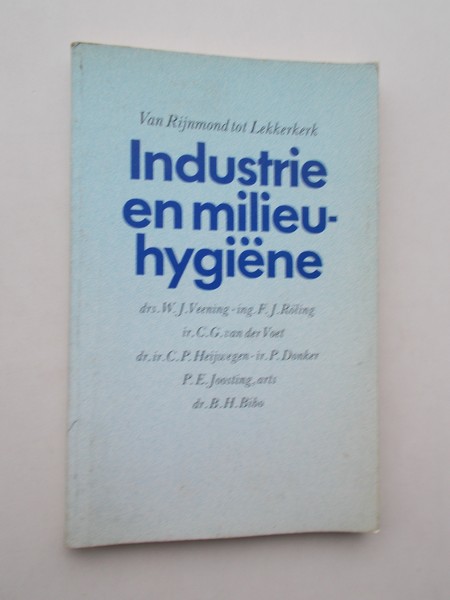 Van Rijnmond tot Lekkerkerk
Industrie
en milieu-
hygiëne
drs. W. J. Veening - ing. F. J. Röling
ir. C. G. van der Voet
dr. ir. C. P. Heijwegen - ir. P. Donker
P. E. Joosting, arts
dr. B. H. Bibo